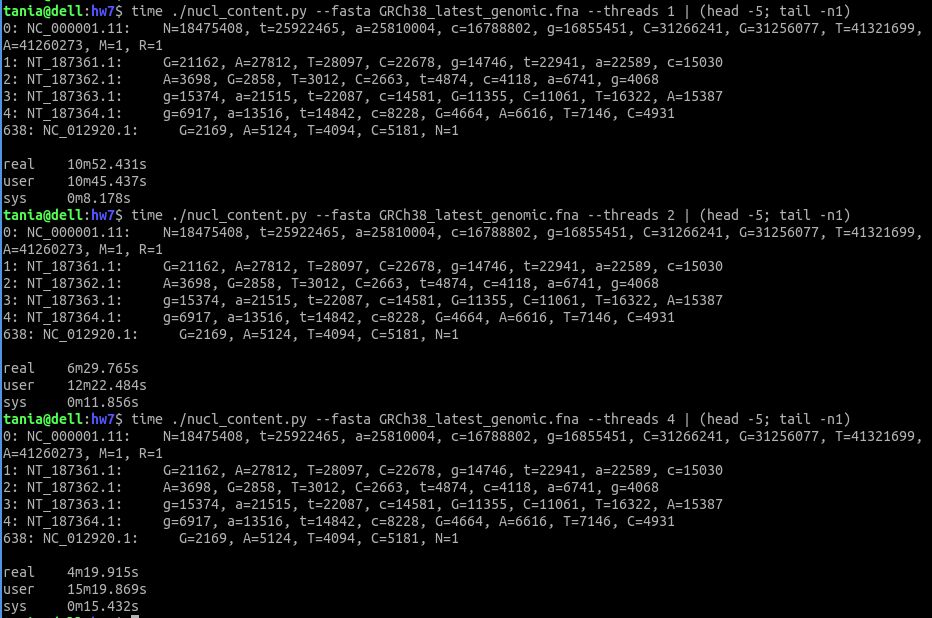 tania@dell:hw7$ time ./nucl_content.py --fasta GRCh38_latest_genomic.fna --threads 1 | (head -5; tail -n1)
0: NC_000001.11:    N=18475408, t=25922465, a=25810004, c=16788802, g=16855451, C=31266241, G=31256077, T=41321699,
A=41260273, M=1, R=1
1: NT_187361.1:     G=21162, A=27812, T=28097, C=22678, g=14746, t=22941, a=22589, c=15030
2: NT_187362.1:     A=3698, G=2858, T=3012, C=2663, t=4874, c=4118, a=6741, g=4068
3: NT_187363.1:     g=15374, a=21515, t=22087, c=14581, G=11355, C=11061, T=16322, A=15387
4: NT_187364.1:     g=6917, a=13516, t=14842, c=8228, G=4664, A=6616, T=7146, C=4931
638: NC_012920.1:     G=2169, A=5124, T=4094, C=5181, N=1
real    10m52.431s
user    10m45.437s
sys     0m8.178s
tania@dell:hw7$ time ./nucl_content.py --fasta GRCh38_latest_genomic.fna --threads 2 | (head -5; tail -n1)
0: NC_000001.11:    N=18475408, t=25922465, a=25810004, c=16788802, g=16855451, C=31266241, G=31256077, T=41321699,
A=41260273, M=1, R=1
1: NT_187361.1:     G=21162, A=27812, T=28097, C=22678, g=14746, t=22941, a=22589, c=15030
2: NT_187362.1:     A=3698, G=2858, T=3012, C=2663, t=4874, c=4118, a=6741, g=4068
3: NT_187363.1:     g=15374, a=21515, t=22087, c=14581, G=11355, C=11061, T=16322, A=15387
4: NT_187364.1:     g=6917, a=13516, t=14842, c=8228, G=4664, A=6616, T=7146, C=4931
638: NC_012920.1:     G=2169, A=5124, T=4094, C=5181, N=1
real    6m29.765s
user    12m22.484s
sys     0m11.856s
tania@dell:hw7$ time ./nucl_content.py --fasta GRCh38_latest_genomic.fna --threads 4 | (head -5; tail -n1)
0: NC_000001.11:    N=18475408, t=25922465, a=25810004, c=16788802, g=16855451, C=31266241, G=31256077, T=41321699,
A=41260273, M=1, R=1
1: NT_187361.1:     G=21162, A=27812, T=28097, C=22678, g=14746, t=22941, a=22589, c=15030
2: NT_187362.1:     A=3698, G=2858, T=3012, C=2663, t=4874, c=4118, a=6741, g=4068
3: NT_187363.1:     g=15374, a=21515, t=22087, c=14581, G=11355, C=11061, T=16322, A=15387
4: NT_187364.1:     g=6917, a=13516, t=14842, c=8228, G=4664, A=6616, T=7146, C=4931
638: NC_012920.1:     G=2169, A=5124, T=4094, C=5181, N=1
real    4m19.915s
user    15m19.869s
sys     0m15.432s